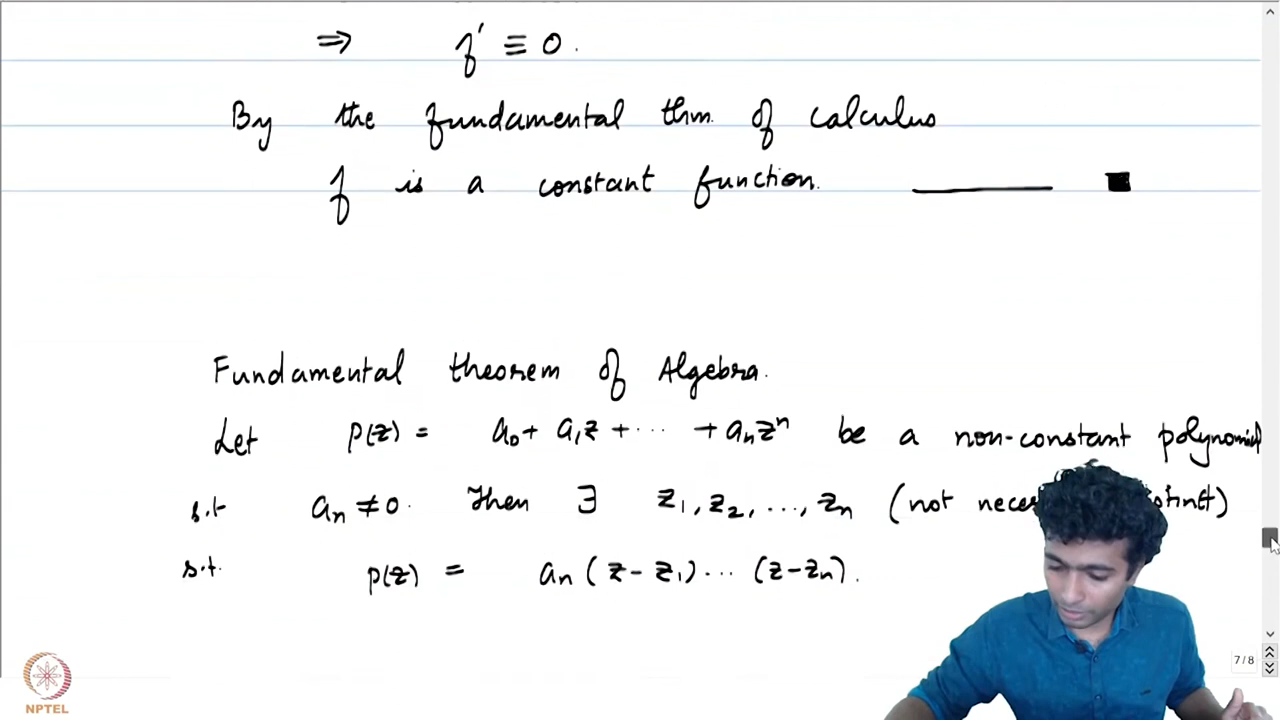 ⇒ f' ≡ 0.
By the fundamental thm. of calculus
f is a constant function. ■
Fundamental theorem of Algebra.
Let p(z) = a₀ + a₁z + ··· + aₙzⁿ be a non-constant polynomial
s.t aₙ ≠ 0. Then ∃ z₁, z₂, ..., zₙ (not
s.t. p(z) = aₙ (z - z₁) ··· (z - zₙ).
7 / 8
NPTEL